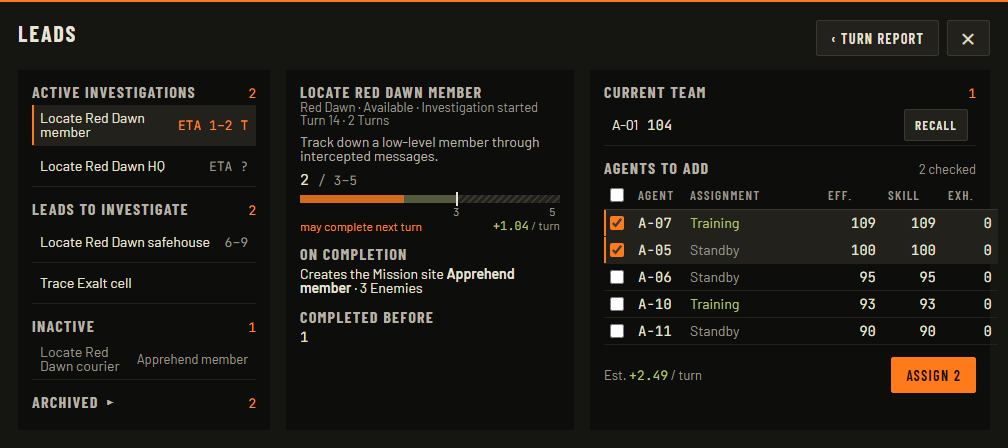 LEADS
‹ TURN REPORT
✕
ACTIVE INVESTIGATIONS 2
Locate Red Dawn
member
ETA 1–2 T
Locate Red Dawn HQ ETA ?
LEADS TO INVESTIGATE 2
Locate Red Dawn safehouse 6–9
Trace Exalt cell
INACTIVE 1
Locate Red
Dawn courier
Apprehend member
ARCHIVED ▸ 2
LOCATE RED DAWN MEMBER
Red Dawn · Available · Investigation started
Turn 14 · 2 Turns
Track down a low-level member through
intercepted messages.
2 / 3–5
3 5
may complete next turn +1.04 / turn
ON COMPLETION
Creates the Mission site Apprehend
member · 3 Enemies
COMPLETED BEFORE
1
CURRENT TEAM 1
A-01 104 RECALL
AGENTS TO ADD 2 checked
AGENT ASSIGNMENT EFF. SKILL EXH.
A-07 Training 109 109 0
A-05 Standby 100 100 0
A-06 Standby 95 95 0
A-10 Training 93 93 0
A-11 Standby 90 90 0
Est. +2.49 / turn ASSIGN 2